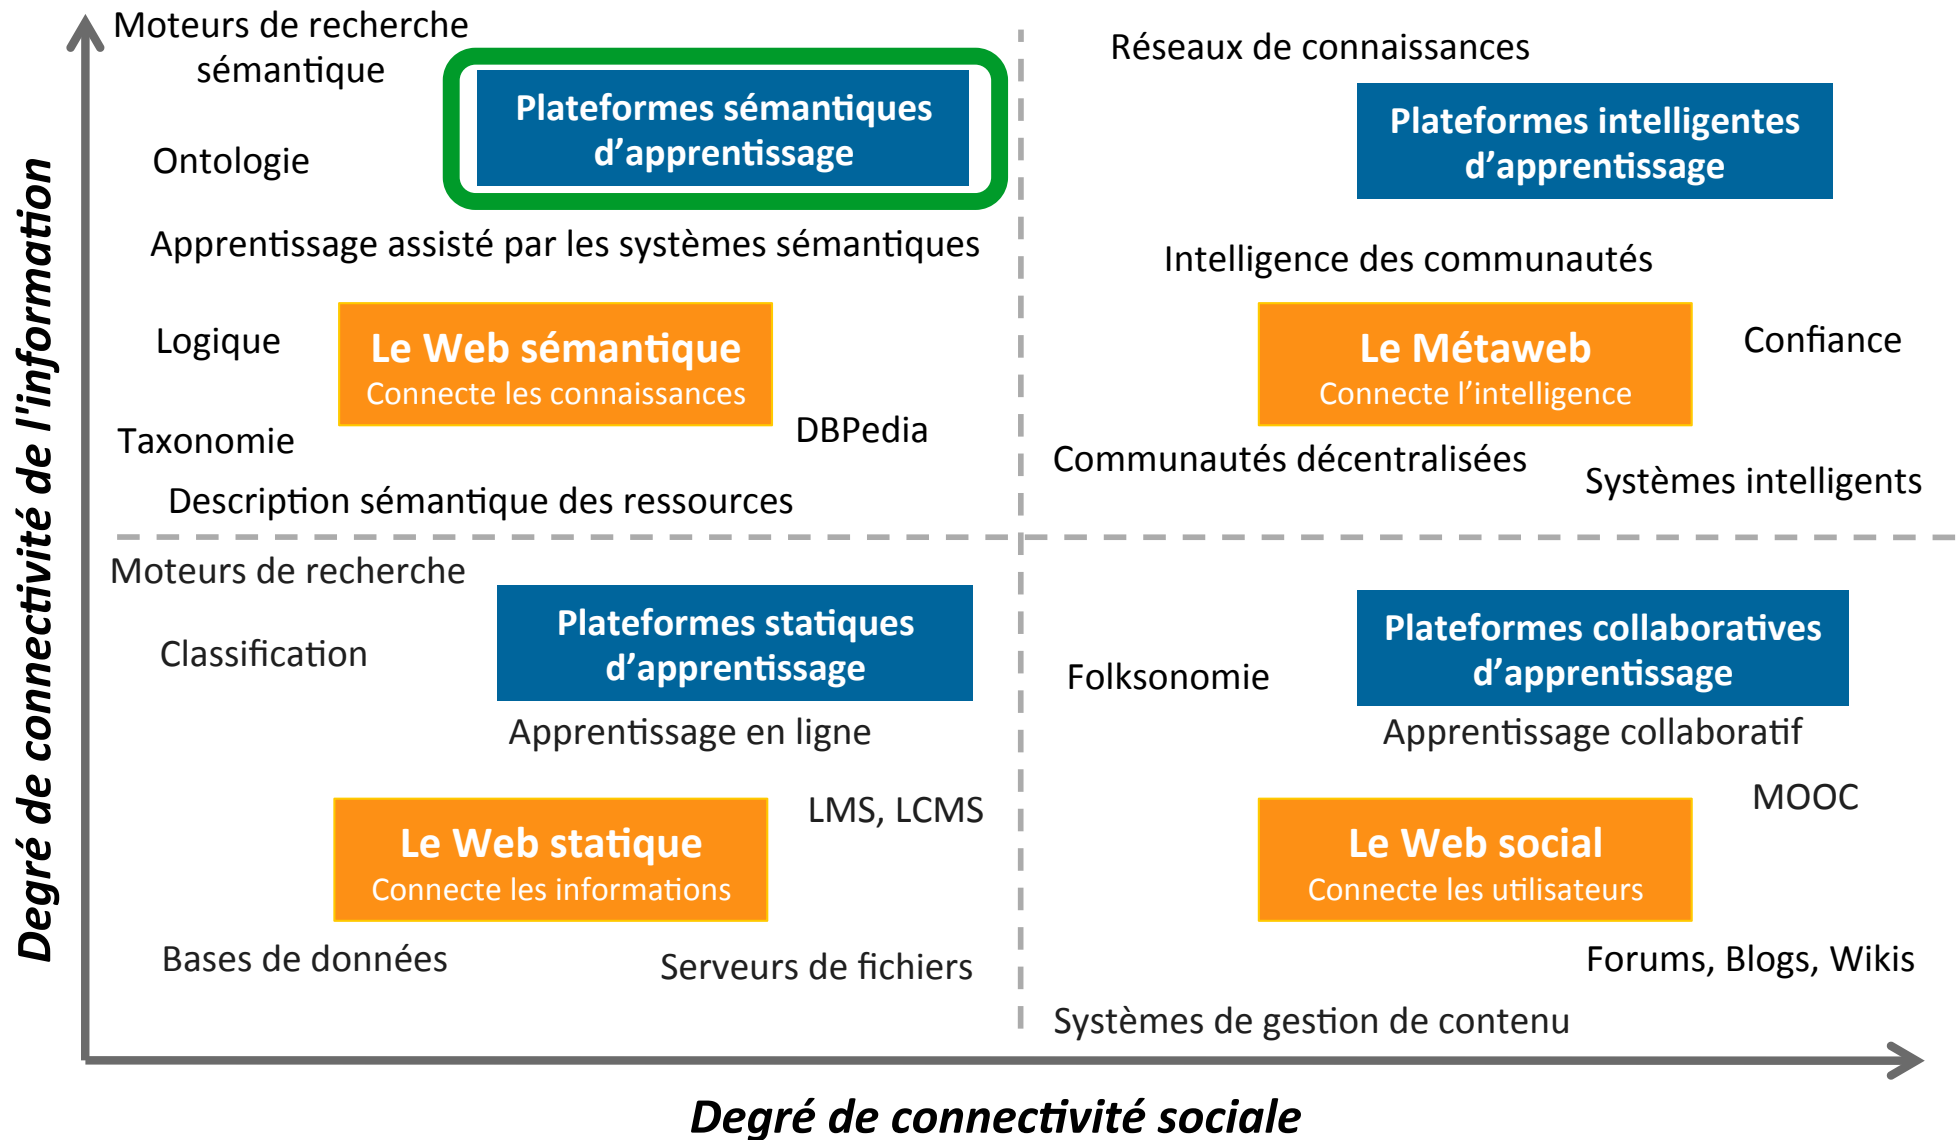 Moteurs de recherche
sémantique
Plateformes sémantiques
d’apprentissage
Ontologie
Apprentissage assisté par les systèmes sémantiques
Logique
Le Web sémantique
Connecte les connaissances
Taxonomie
DBPedia
Description sémantique des ressources
Réseaux de connaissances
Plateformes intelligentes
d’apprentissage
Intelligence des communautés
Le Métaweb
Connecte l’intelligence
Confiance
Communautés décentralisées
Systèmes intelligents
Moteurs de recherche
Plateformes statiques
d’apprentissage
Classification
Apprentissage en ligne
LMS, LCMS
Le Web statique
Connecte les informations
Bases de données
Serveurs de fichiers
Plateformes collaboratives
d’apprentissage
Folksonomie
Apprentissage collaboratif
MOOC
Le Web social
Connecte les utilisateurs
Forums, Blogs, Wikis
Systèmes de gestion de contenu
Degré de connectivité de l'information
Degré de connectivité sociale